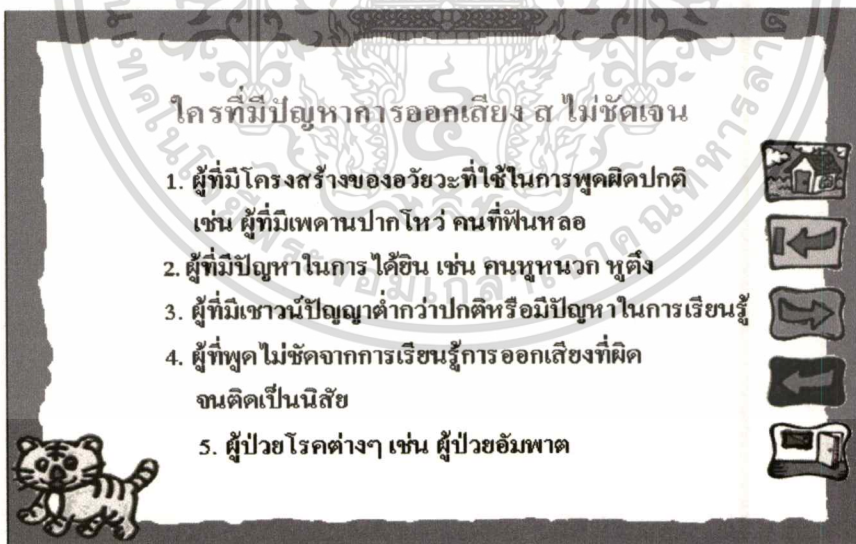 ใครที่มีปัญหาการออกเสียง ส ไม่ชัดเจน
1. ผู้ที่มีโครงสร้างของอวัยวะที่ใช้ในการพูดผิดปกติ
เช่น ผู้ที่มีเพดานปากโหว่ คนที่ฟันหลอ
2. ผู้ที่มีปัญหาในการได้ยิน เช่น คนหูหนวก หูตึง
3. ผู้ที่มีเชาวน์ปัญญาต่ำกว่าปกติหรือมีปัญหาในการเรียนรู้
4. ผู้ที่พูดไม่ชัดจากการเรียนรู้การออกเสียงที่ผิด
จนติดเป็นนิสัย
5. ผู้ป่วยโรคต่างๆ เช่น ผู้ป่วยอัมพาต